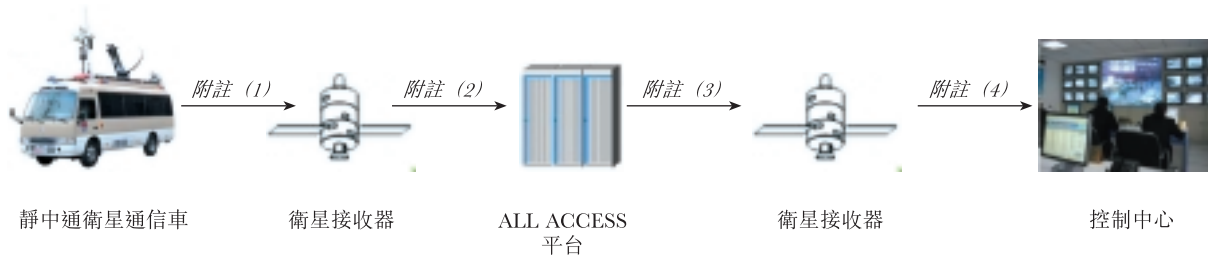 附註 (1)
附註 (2)
附註 (3)
附註 (4)
靜中通衛星通信車
衛星接收器
ALL ACCESS
平台
衛星接收器
控制中心